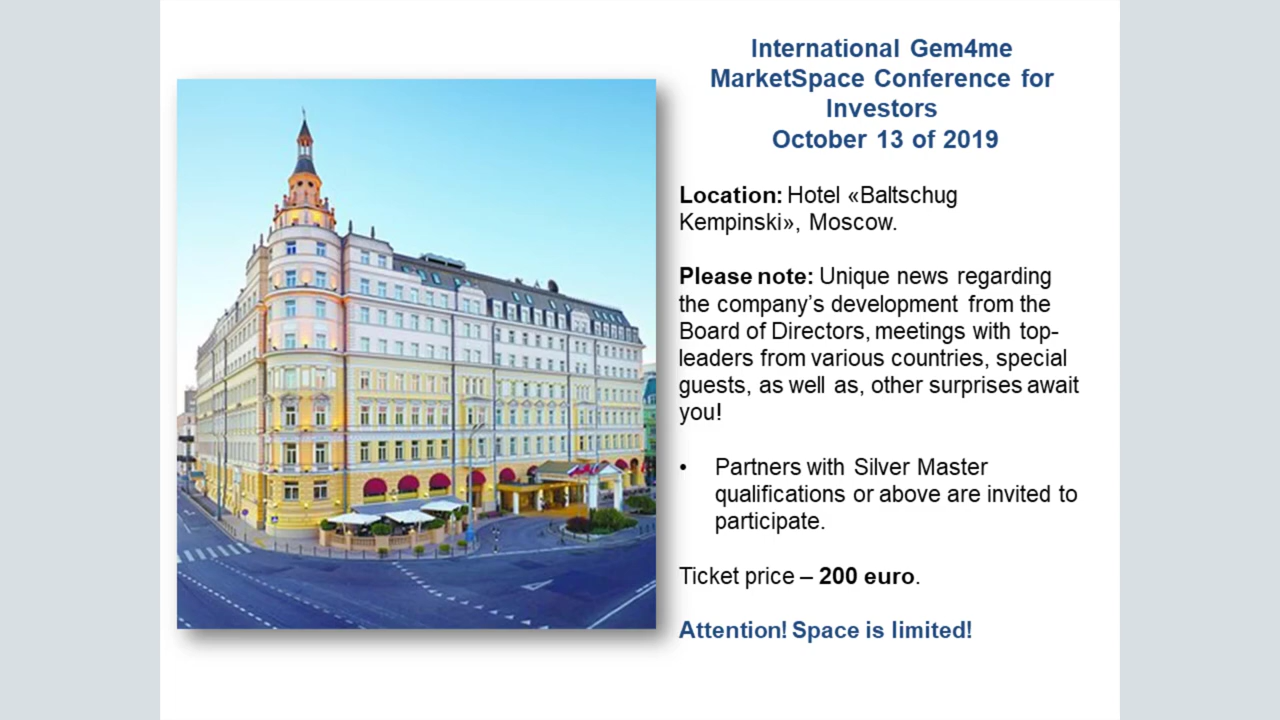 International Gem4me
MarketSpace Conference for
Investors
October 13 of 2019
Location: Hotel «Baltschug
Kempinski», Moscow.
Please note: Unique news regarding
the company’s development from the
Board of Directors, meetings with top-
leaders from various countries, special
guests, as well as, other surprises await
you!
• Partners with Silver Master
qualifications or above are invited to
participate.
Ticket price – 200 euro.
Attention! Space is limited!